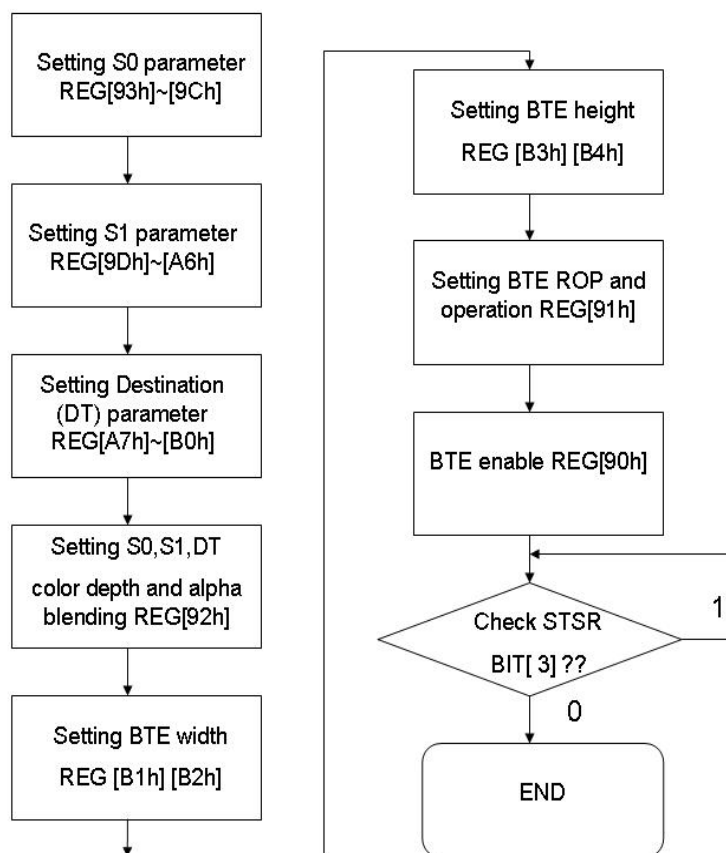 Setting S0 parameter
REG[93h]~[9Ch]
Setting S1 parameter
REG[9Dh]~[A6h]
Setting Destination
(DT) parameter
REG[A7h]~[B0h]
Setting S0,S1,DT
color depth and alpha
blending REG[92h]
Setting BTE width
REG [B1h] [B2h]
Setting BTE height
REG [B3h] [B4h]
Setting BTE ROP and
operation REG[91h]
BTE enable REG[90h]
Check STSR
BIT[ 3] ??
1
0
END